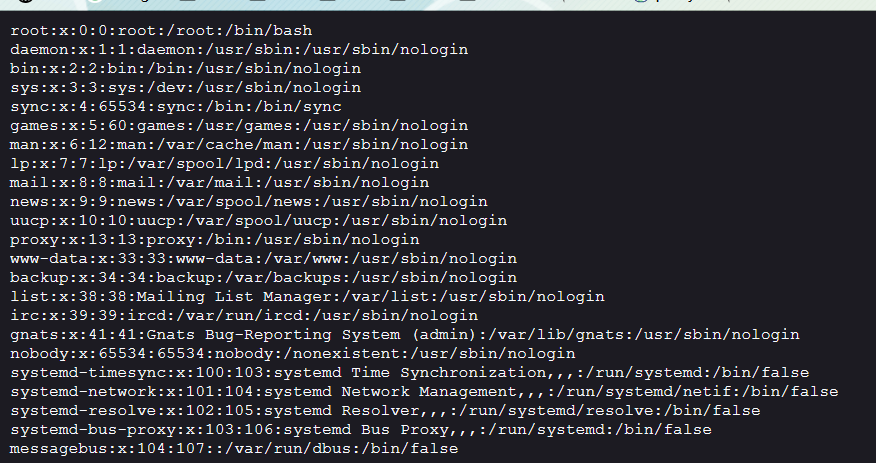 root:x:0:0:root:/root:/bin/bash
daemon:x:1:1:daemon:/usr/sbin:/usr/sbin/nologin
bin:x:2:2:bin:/bin:/usr/sbin/nologin
sys:x:3:3:sys:/dev:/usr/sbin/nologin
sync:x:4:65534:sync:/bin:/bin/sync
games:x:5:60:games:/usr/games:/usr/sbin/nologin
man:x:6:12:man:/var/cache/man:/usr/sbin/nologin
lp:x:7:7:lp:/var/spool/lpd:/usr/sbin/nologin
mail:x:8:8:mail:/var/mail:/usr/sbin/nologin
news:x:9:9:news:/var/spool/news:/usr/sbin/nologin
uucp:x:10:10:uucp:/var/spool/uucp:/usr/sbin/nologin
proxy:x:13:13:proxy:/bin:/usr/sbin/nologin
www-data:x:33:33:www-data:/var/www:/usr/sbin/nologin
backup:x:34:34:backup:/var/backups:/usr/sbin/nologin
list:x:38:38:Mailing List Manager:/var/list:/usr/sbin/nologin
irc:x:39:39:ircd:/var/run/ircd:/usr/sbin/nologin
gnats:x:41:41:Gnats Bug-Reporting System (admin):/var/lib/gnats:/usr/sbin/nologin
nobody:x:65534:65534:nobody:/nonexistent:/usr/sbin/nologin
systemd-timesync:x:100:103:systemd Time Synchronization,,,:/run/systemd:/bin/false
systemd-network:x:101:104:systemd Network Management,,,:/run/systemd/netif:/bin/false
systemd-resolve:x:102:105:systemd Resolver,,,:/run/systemd/resolve:/bin/false
systemd-bus-proxy:x:103:106:systemd Bus Proxy,,,:/run/systemd:/bin/false
messagebus:x:104:107::/var/run/dbus:/bin/false